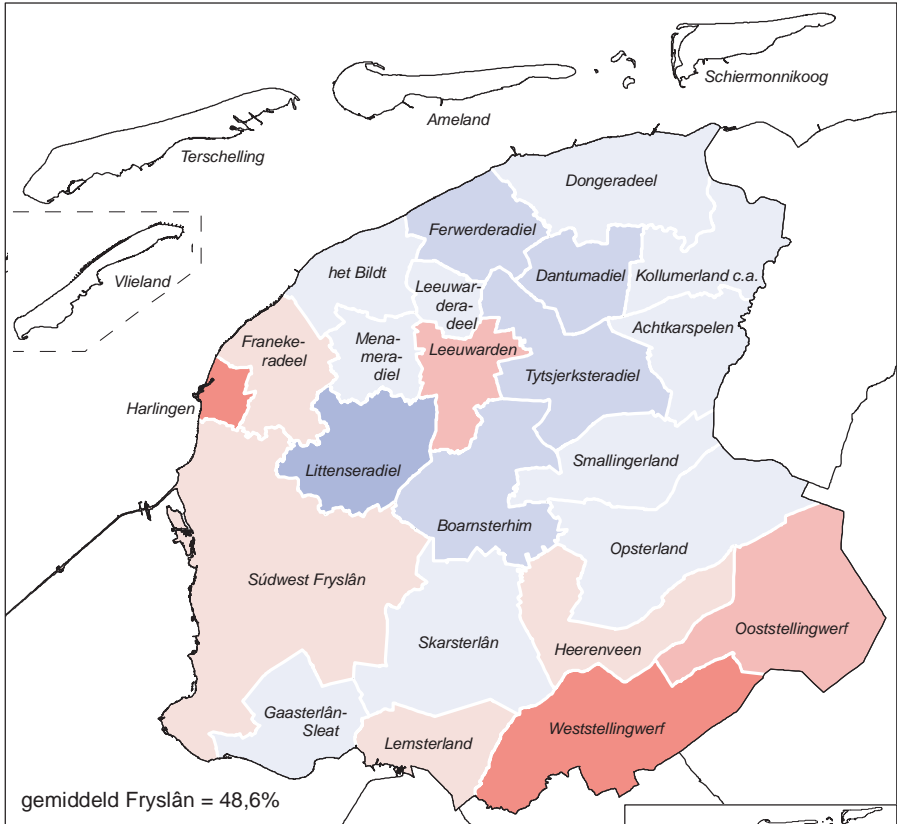 Schiermonnikoog
Ameland
Terschelling
Dongeradeel
Ferwerderadiel
het Bildt
Dantumadiel
Kollumerland c.a.
Vlieland
Leeuwar-
dera-
deel
Achtkarspelen
Franeke-
radeel
Mena-
mera-
diel
Leeuwarden
Tytsjerksteradiel
Harlingen
Littenseradiel
Smallingerland
Boarnsterhim
Opsterland
Súdwest Fryslân
Skarsterlân
Heerenveen
Ooststellingwerf
Gaasterlân-
Sleat
Lemsterland
Weststellingwerf
gemiddeld Fryslân = 48,6%